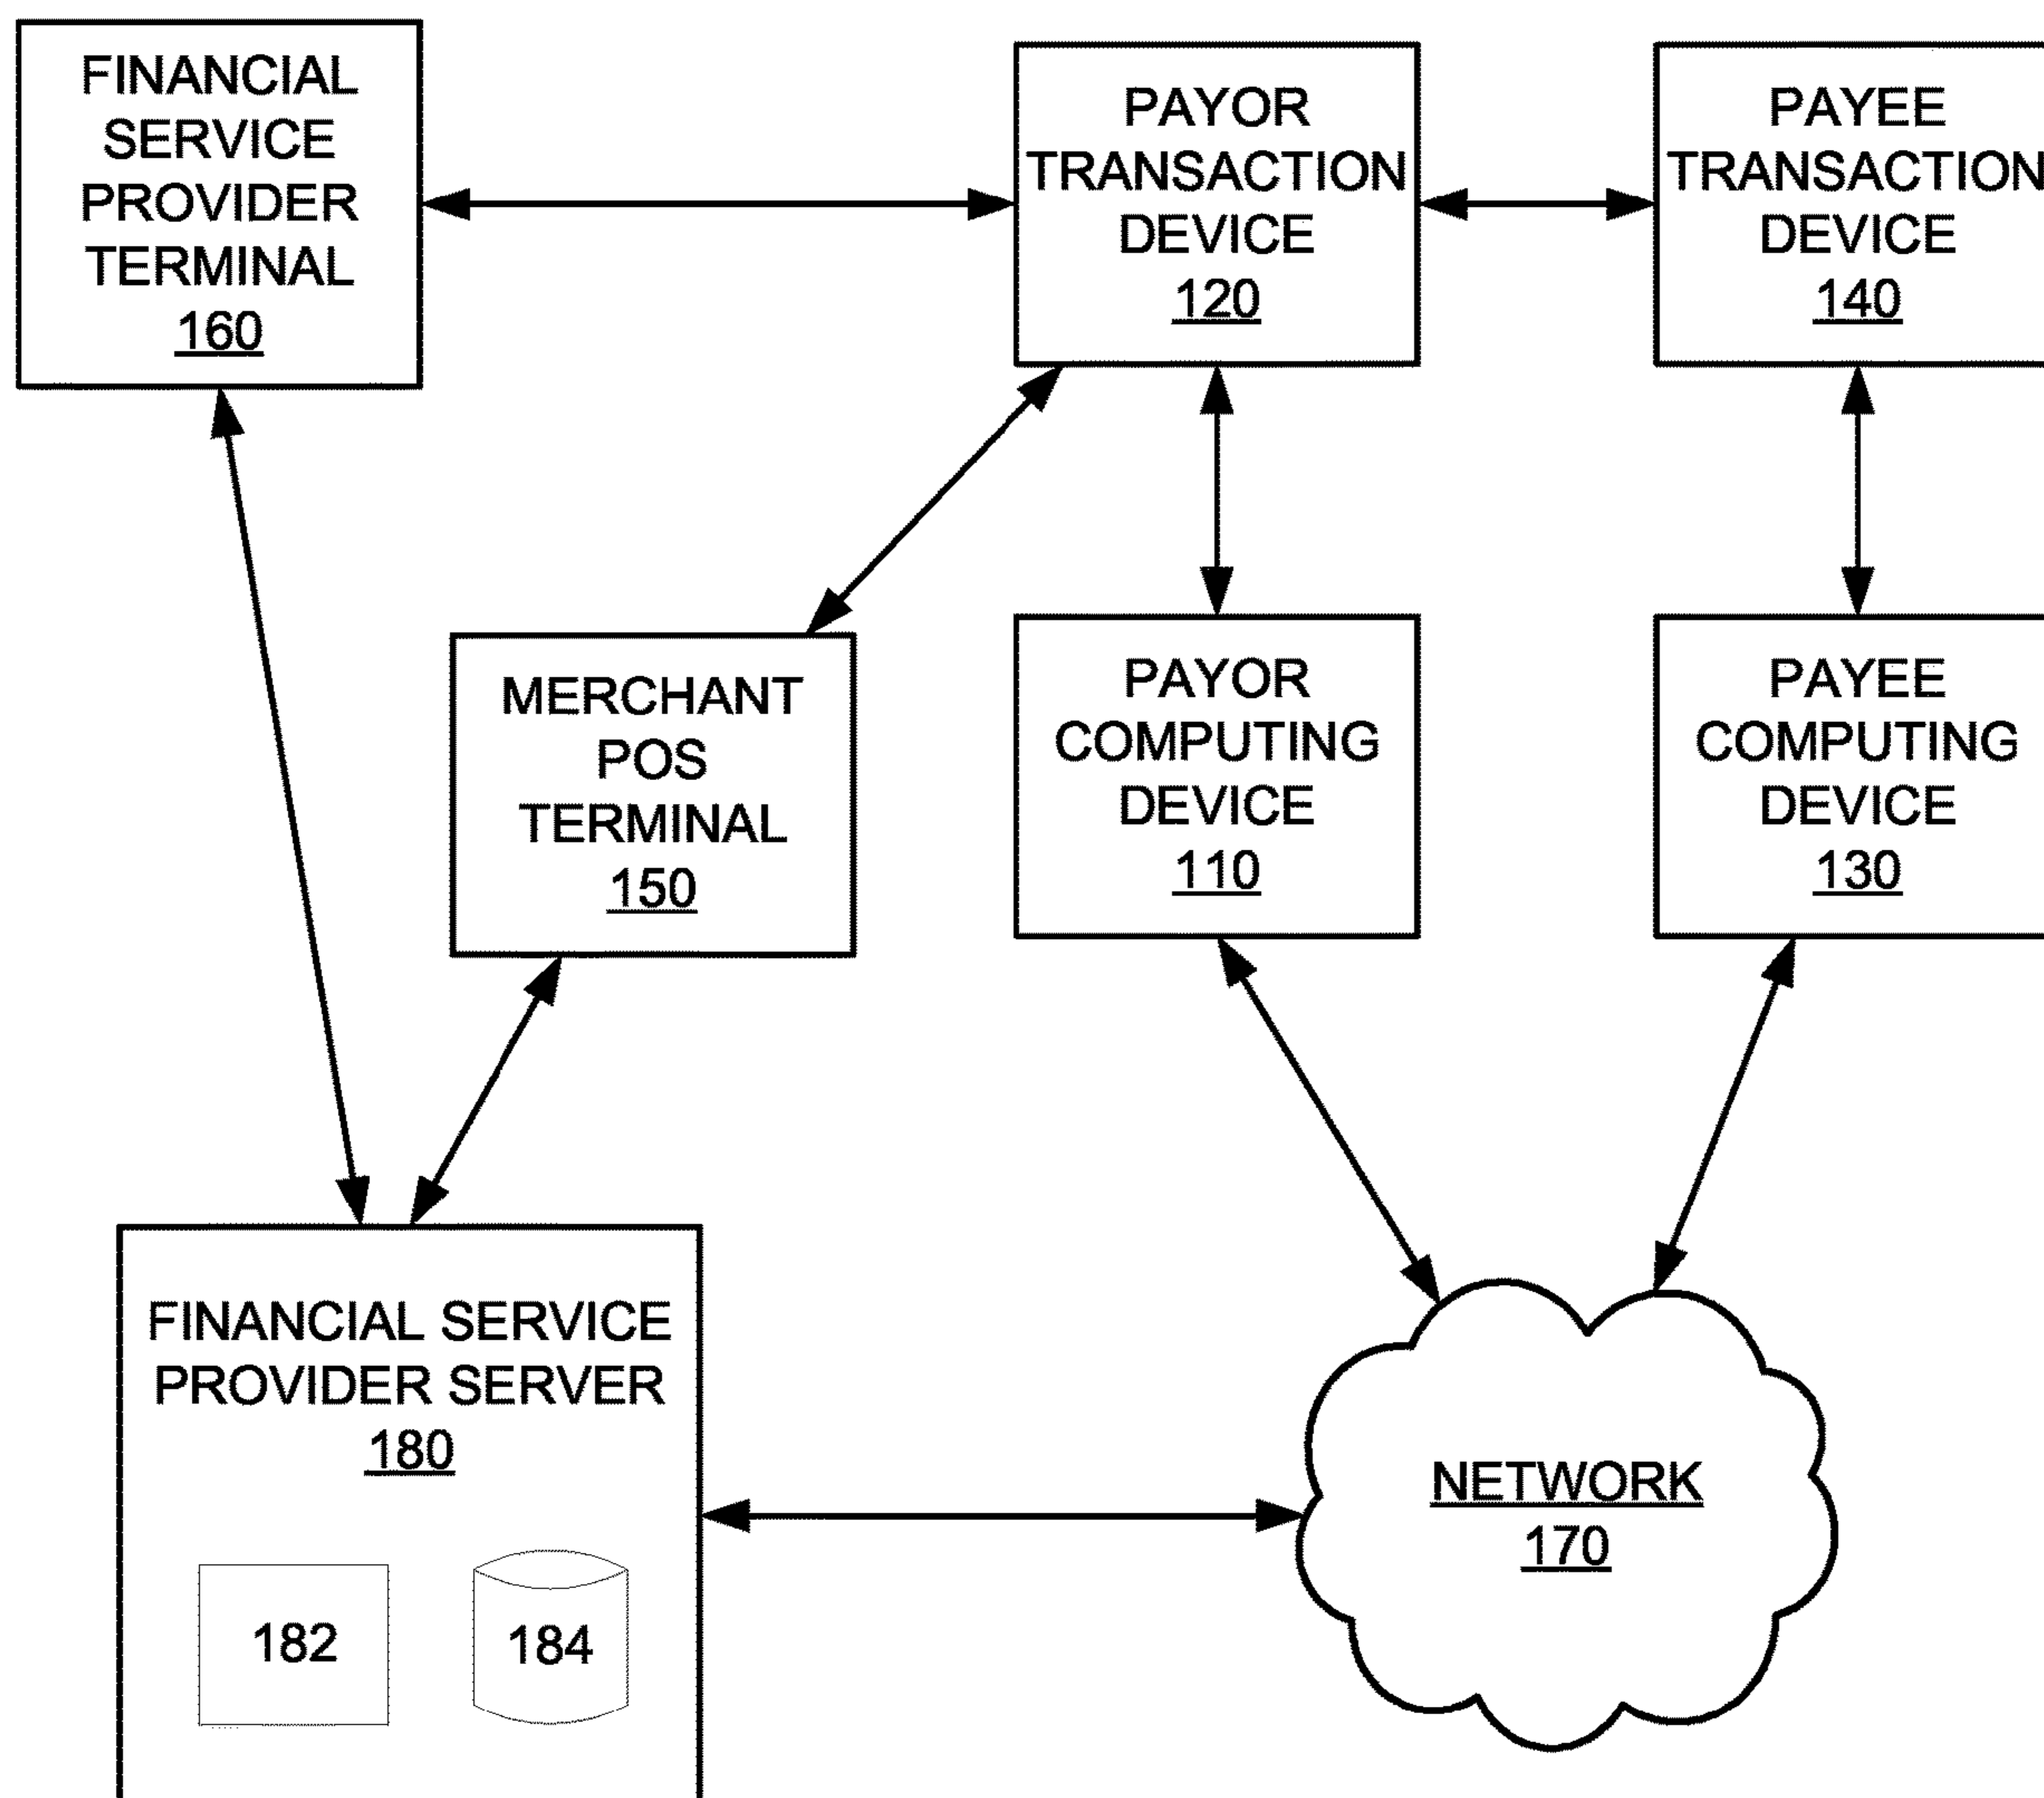 FINANCIAL
SERVICE
PROVIDER
TERMINAL
160
PAYOR
TRANSACTION
DEVICE
120
PAYEE
TRANSACTION
DEVICE
140
MERCHANT
POS
TERMINAL
150
PAYOR
COMPUTING
DEVICE
110
PAYEE
COMPUTING
DEVICE
130
FINANCIAL SERVICE
PROVIDER SERVER
180
182
184
NETWORK
170